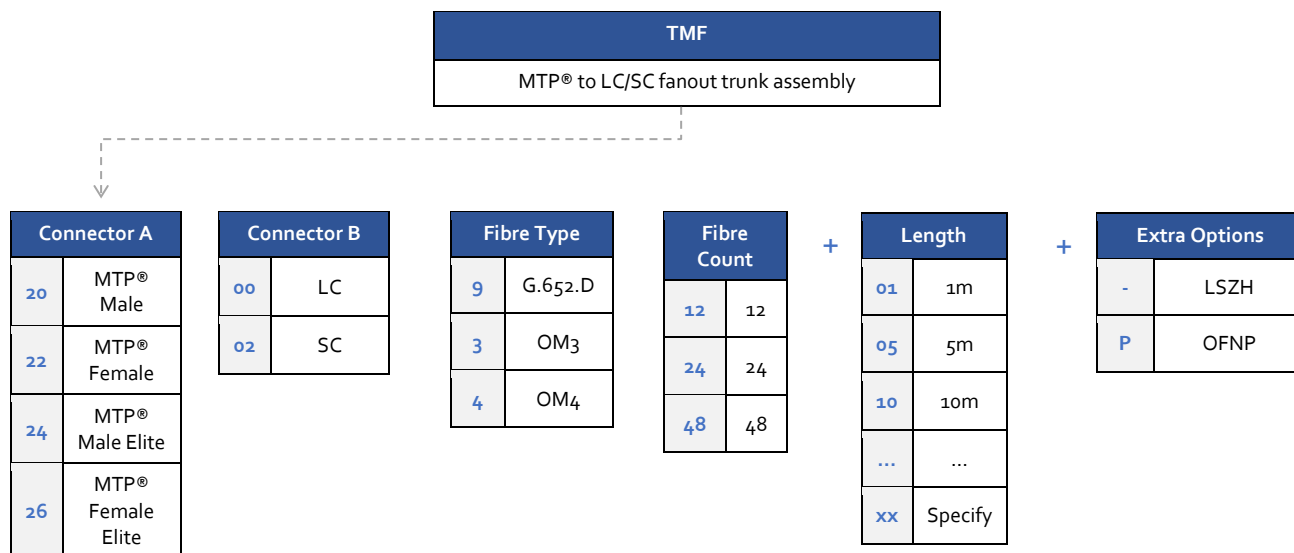 TMF
MTP® to LC/SC fanout trunk assembly
Connector A
20
MTP®
Male
22
MTP®
Female
24
MTP®
Male Elite
26
MTP®
Female
Elite
Connector B
00
LC
02
SC
Fibre Type
9
G.652.D
3
OM3
4
OM4
Fibre
Count
12
12
24
24
48
48
+
Length
01
1m
05
5m
10
10m
...
...
xx
Specify
+
Extra Options
-
LSZH
P
OFNP